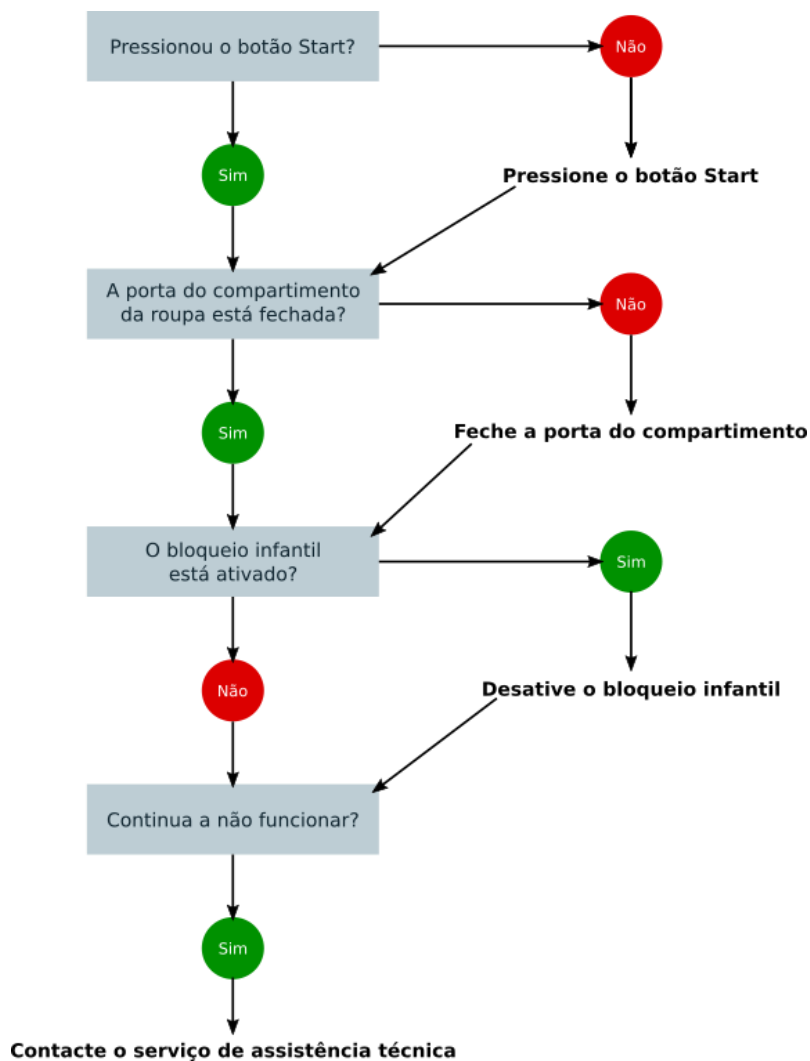 Pressionou o botão Start?
Não
Sim
Pressione o botão Start
A porta do compartimento
da roupa está fechada?
Não
Sim
Feche a porta do compartimento
O bloqueio infantil
está ativado?
Sim
Não
Desative o bloqueio infantil
Continua a não funcionar?
Sim
Contacte o serviço de assistência técnica